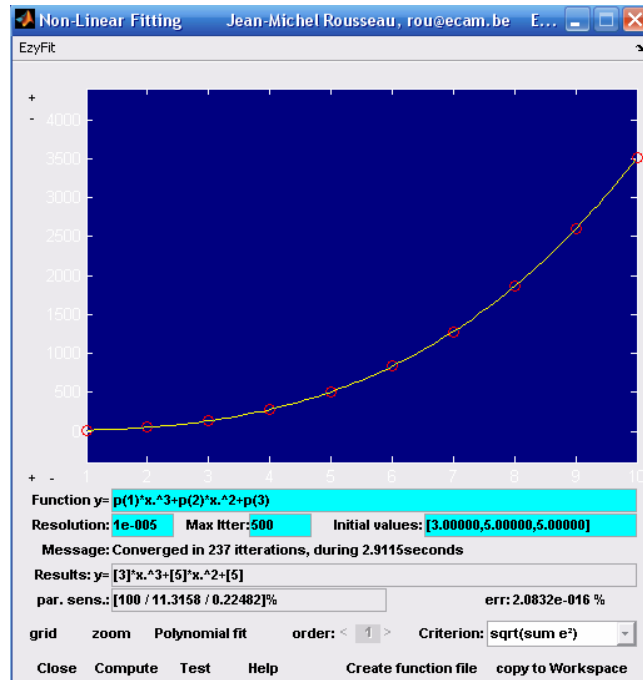 Non-Linear Fitting Jean-Michel Rousseau, rou@ecam.be E...
EzyFit
+
-
4000
3500
3000
2500
2000
1500
1000
500
0
1 2 3 4 5 6 7 8 9 10
+ -
Function y= p(1)*x.^3+p(2)*x.^2+p(3)
Resolution: 1e-005 Max Itter: 500 Initial values: [3.00000,5.00000,5.00000]
Message: Converged in 237 itterations, during 2.9115seconds
Results: y= [3]*x.^3+[5]*x.^2+[5]
par. sens.: [100 / 11.3158 / 0.22482]% err: 2.0832e-016 %
grid zoom Polynomial fit order: < 1 > Criterion: sqrt(sum e²)
Close Compute Test Help Create function file copy to Workspace